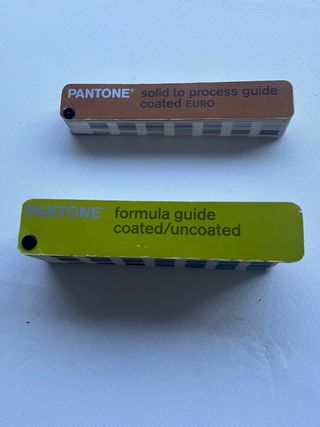 PANTONE® solid to process guide
coated EURO
PANTONE® formula guide
coated/uncoated